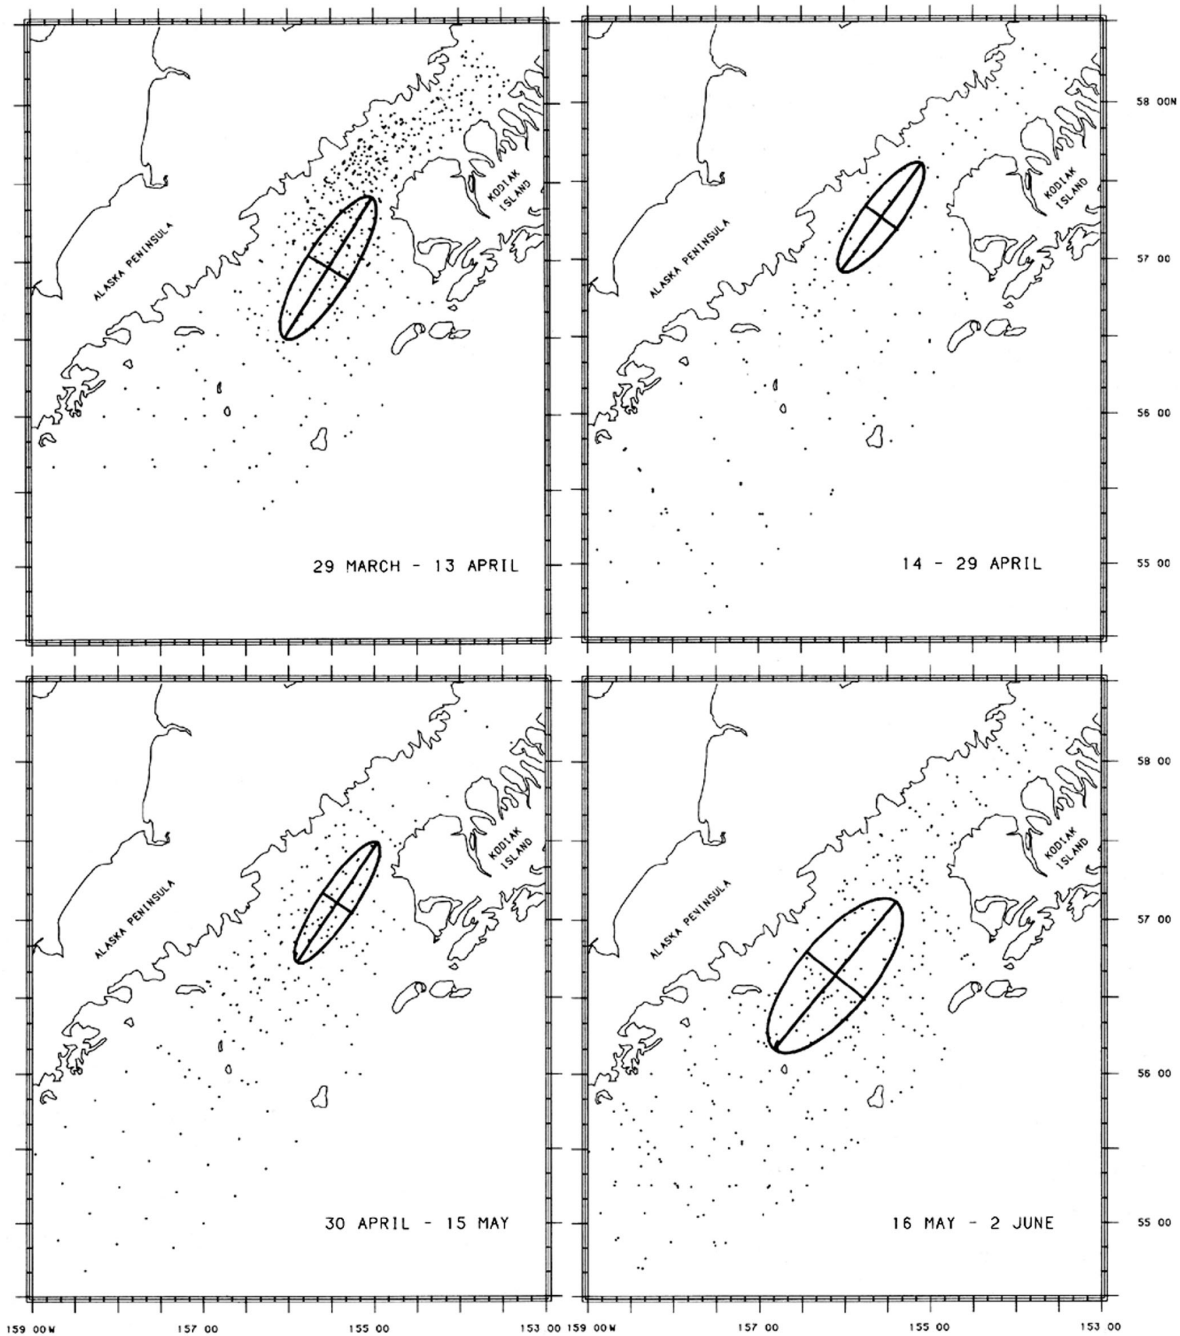 KODIAK
ISLAND
ALASKA PENINSULA
29 MARCH - 13 APRIL
KODIAK
ISLAND
ALASKA PENINSULA
14 - 29 APRIL
58 00N
57 00
56 00
55 00
KODIAK
ISLAND
ALASKA PENINSULA
30 APRIL - 15 MAY
KODIAK
ISLAND
ALASKA PENINSULA
16 MAY - 2 JUNE
58 00
57 00
56 00
55 00
159 00 W 157 00 155 00 153 00 159 00 W 157 00 155 00 153 00